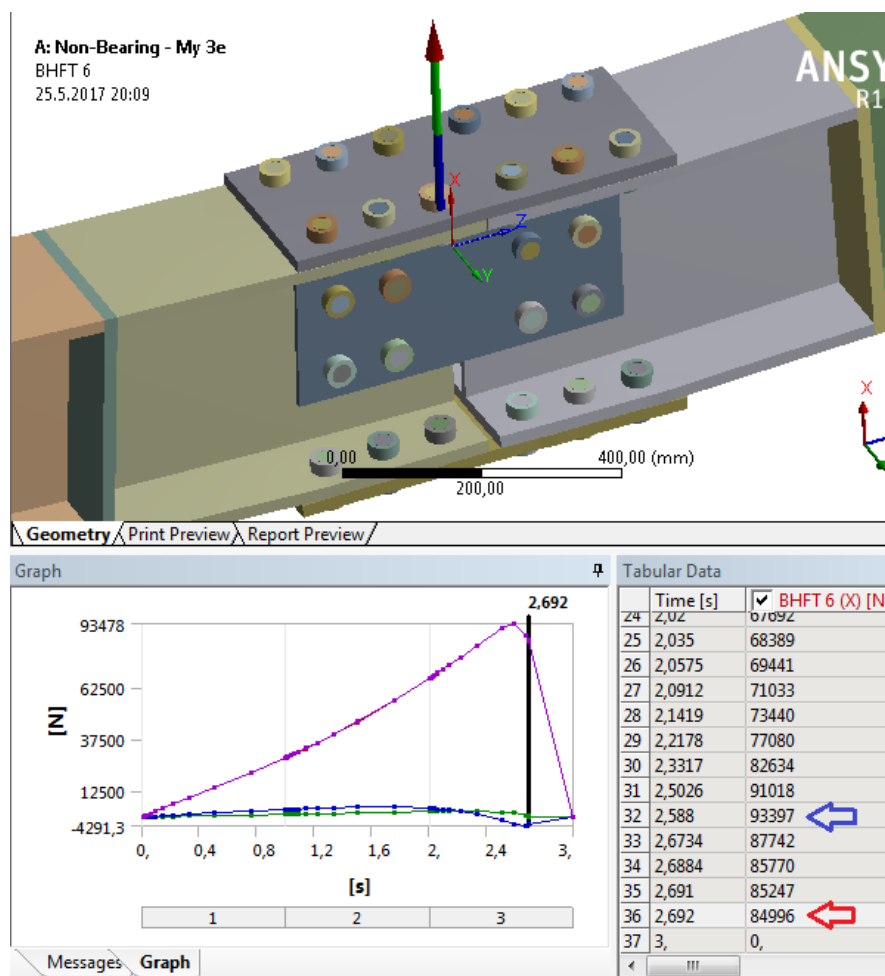 A: Non-Bearing - My 3e
BHFT 6
25.5.2017 20:09
ANSY
R1
X
Z
Y
X
0,00
400,00 (mm)
200,00
Geometry
Print Preview
Report Preview
Graph
2,692
93478
62500
37500
12500
-4291,3
[N]
0,
0,4
0,8
1,2
1,6
2,
2,4
3,
[s]
1
2
3
Messages
Graph
Tabular Data
Time [s] BHFT 6 (X) [N
24 2,02 67692
25 2,035 68389
26 2,0575 69441
27 2,0912 71033
28 2,1419 73440
29 2,2178 77080
30 2,3317 82634
31 2,5026 91018
32 2,588 93397
33 2,6734 87742
34 2,6884 85770
35 2,691 85247
36 2,692 84996
37 3, 0,